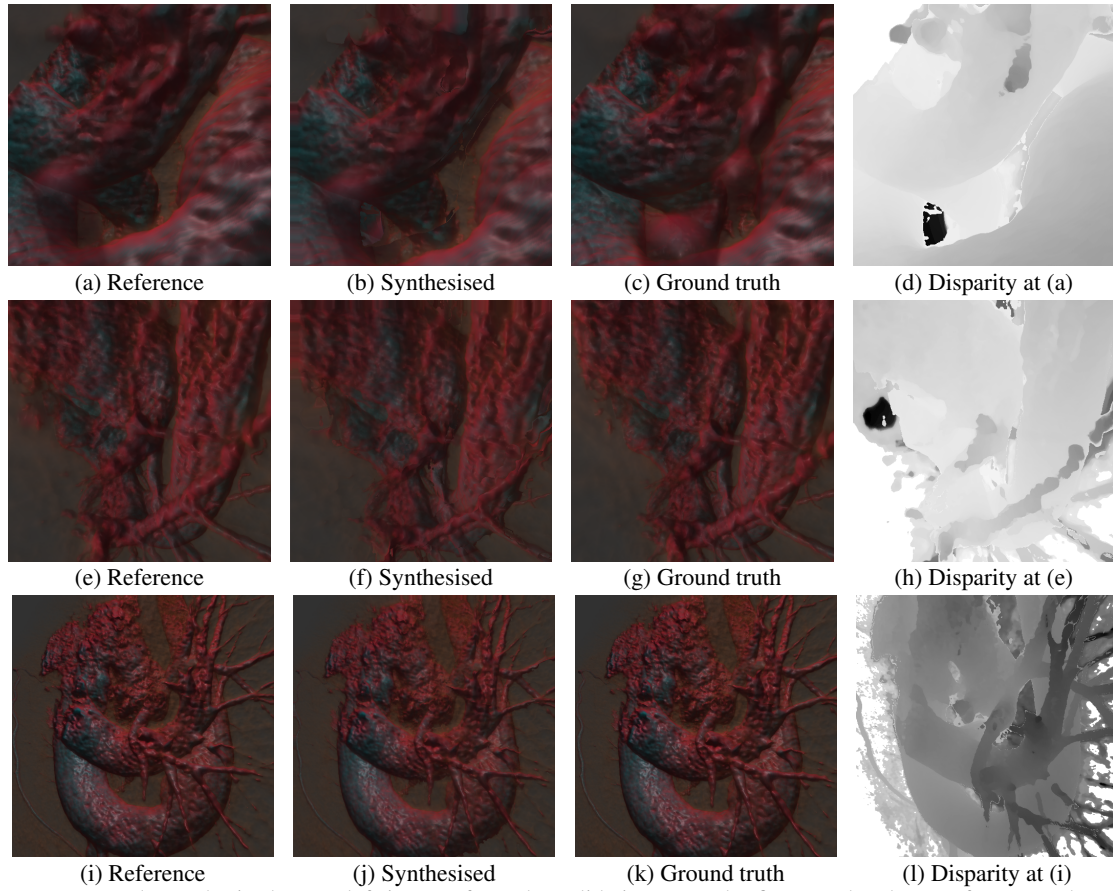 (a) Reference (b) Synthesised (c) Ground truth (d) Disparity at (a)
(e) Reference (f) Synthesised (g) Ground truth (h) Disparity at (e)
(i) Reference (j) Synthesised (k) Ground truth (l) Disparity at (i)